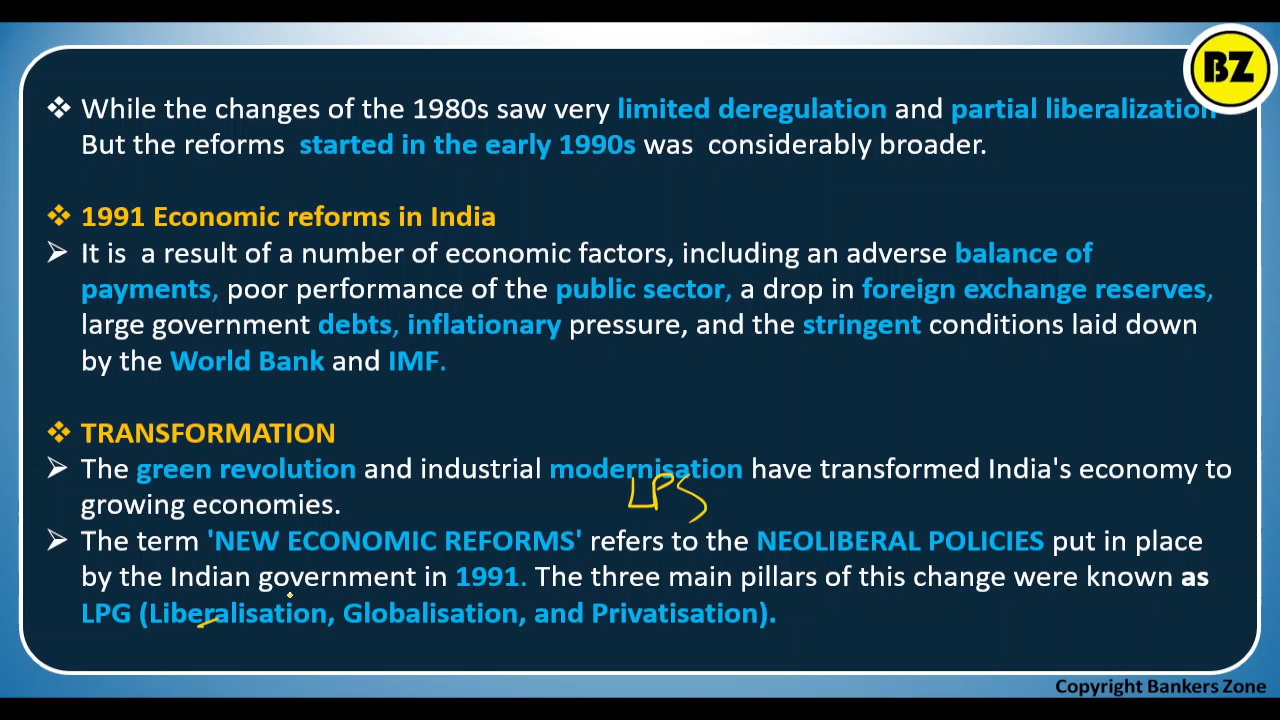 BZ
❖ While the changes of the 1980s saw very limited deregulation and partial liberalization
But the reforms started in the early 1990s was considerably broader.
❖ 1991 Economic reforms in India
➢ It is a result of a number of economic factors, including an adverse balance of
payments, poor performance of the public sector, a drop in foreign exchange reserves,
large government debts, inflationary pressure, and the stringent conditions laid down
by the World Bank and IMF.
❖ TRANSFORMATION
➢ The green revolution and industrial modernisation have transformed India's economy to
growing economies.
➢ The term 'NEW ECONOMIC REFORMS' refers to the NEOLIBERAL POLICIES put in place
by the Indian government in 1991. The three main pillars of this change were known as
LPG (Liberalisation, Globalisation, and Privatisation).
Copyright Bankers Zone